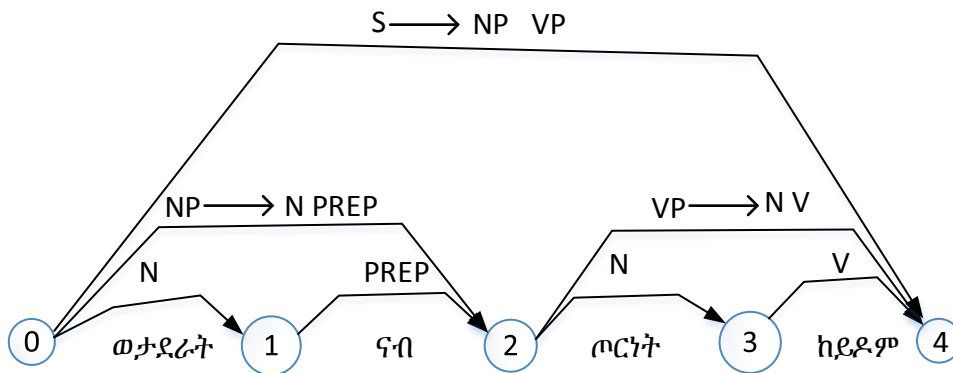 S → NP VP
NP → N PREP
VP → N V
N
PREP
N
V
0
1
2
3
4
ወታደራት
ናብ
ጦርነት
ከይዶም